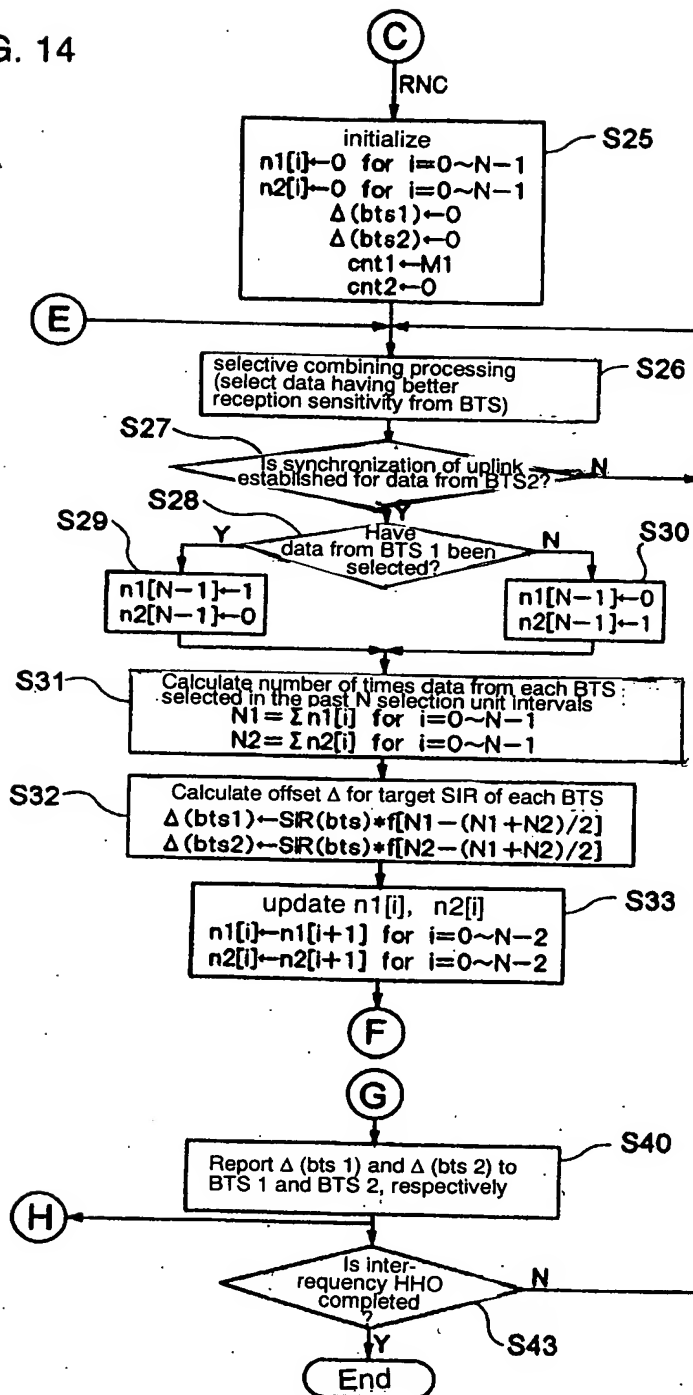 G. 14
C
RNC
initialize
n1[i]←0 for i=0~N-1
n2[i]←0 for i=0~N-1
Δ(bts1)←0
Δ(bts2)←0
cnt1←M1
cnt2←0
S25
E
selective combining processing
(select data having better
reception sensitivity from BTS)
S26
S27
Is synchronization of uplink
established for data from BTS2?
N
Y
S28
Have
data from BTS 1 been
selected?
Y
N
S29
n1[N-1]←1
n2[N-1]←0
S30
n1[N-1]←0
n2[N-1]←1
S31
Calculate number of times data from each BTS
selected in the past N selection unit intervals
N1=Σn1[i] for i=0~N-1
N2=Σn2[i] for i=0~N-1
S32
Calculate offset Δ for target SIR of each BTS
Δ(bts1)←SIR(bts)*f[N1-(N1+N2)/2]
Δ(bts2)←SIR(bts)*f[N2-(N1+N2)/2]
update n1[i], n2[i]
n1[i]←n1[i+1] for i=0~N-2
n2[i]←n2[i+1] for i=0~N-2
S33
F
G
Report Δ (bts 1) and Δ (bts 2) to
BTS 1 and BTS 2, respectively
S40
H
Is inter-
requency HHO
completed
?
N
S43
Y
End